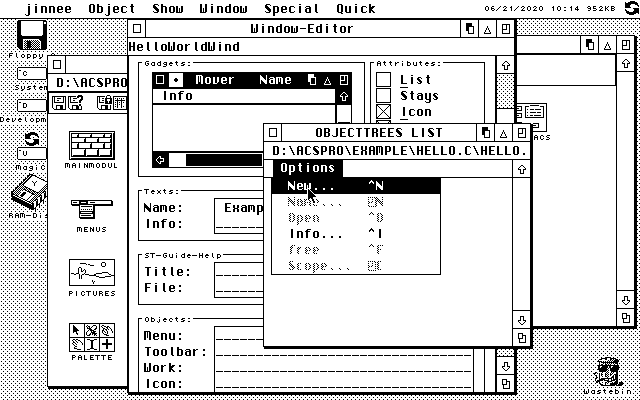 jinnee Object Show Window Special Quick 06/21/2020 10:14 952KB
Window-Editor
HelloWorldWind
Floppy
C
System
D
U
Magic
RAM-Dis
D:\ACSPRO
MAINMODUL
MENUS
PICTURES
PALETTE
Gadgets:
Mover Name
Info
Attributes:
List
Stays
Icon
Texts:
Name: Examp
Info:
ST-Guide-Help
Title:
File:
Objects:
Menu:
Toolbar:
Work:
Icon:
OBJECTTREES LIST
D:\ACSPRO\EXAMPLE\HELLO.C\HELLO.
Options
New... ^N
Open ^O
Info... ^I
free ^F
Scope...
ACS
Wastebin